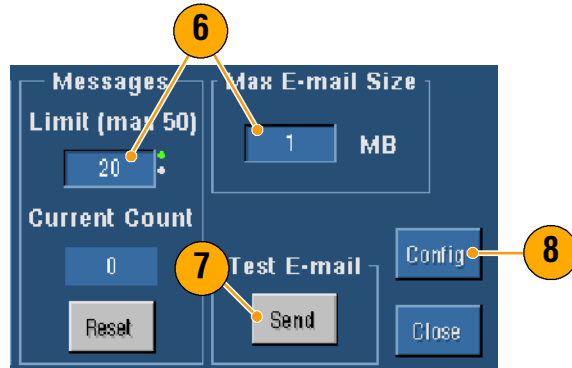 6
Messages
Max E-mail Size
Limit (max 50)
1 MB
20
Current Count
0
7
Test E-mail
Config
8
Reset
Send
Close